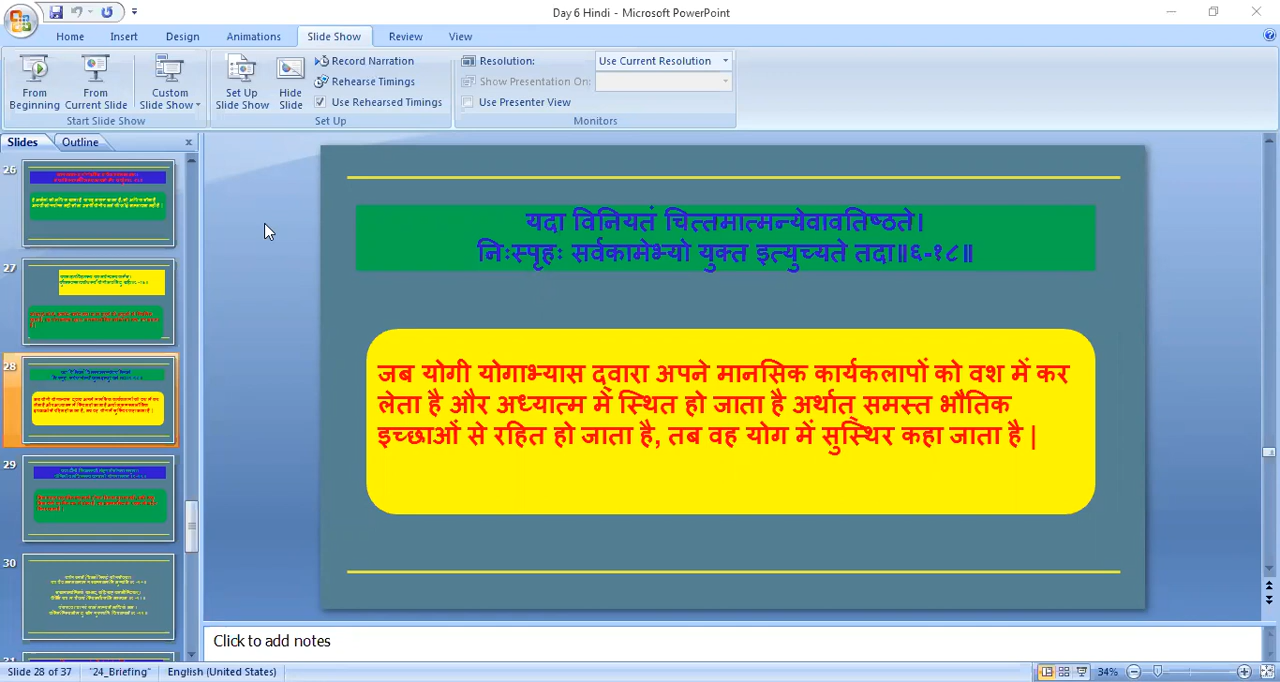 Day 6 Hindi - Microsoft PowerPoint
Home Insert Design Animations Slide Show Review View
From Beginning
From Current Slide
Custom Slide Show
Start Slide Show
Set Up Slide Show
Hide Slide
Record Narration
Rehearse Timings
Use Rehearsed Timings
Set Up
Resolution: Use Current Resolution
Show Presentation On:
Use Presenter View
Monitors
Slides Outline
26
27
28
29
30
यदा विनियतं चित्तमात्मन्येवावतिष्ठते।
निःस्पृहः सर्वकामेभ्यो युक्त इत्युच्यते तदा॥६-१८॥
जब योगी योगाभ्यास द्वारा अपने मानसिक कार्यकलापों को वश में कर
लेता है और अध्यात्म में स्थित हो जाता है अर्थात् समस्त भौतिक
इच्छाओं से रहित हो जाता है, तब वह योग में सुस्थिर कहा जाता है |
Click to add notes
Slide 28 of 37 "24_Briefing" English (United States) 34%